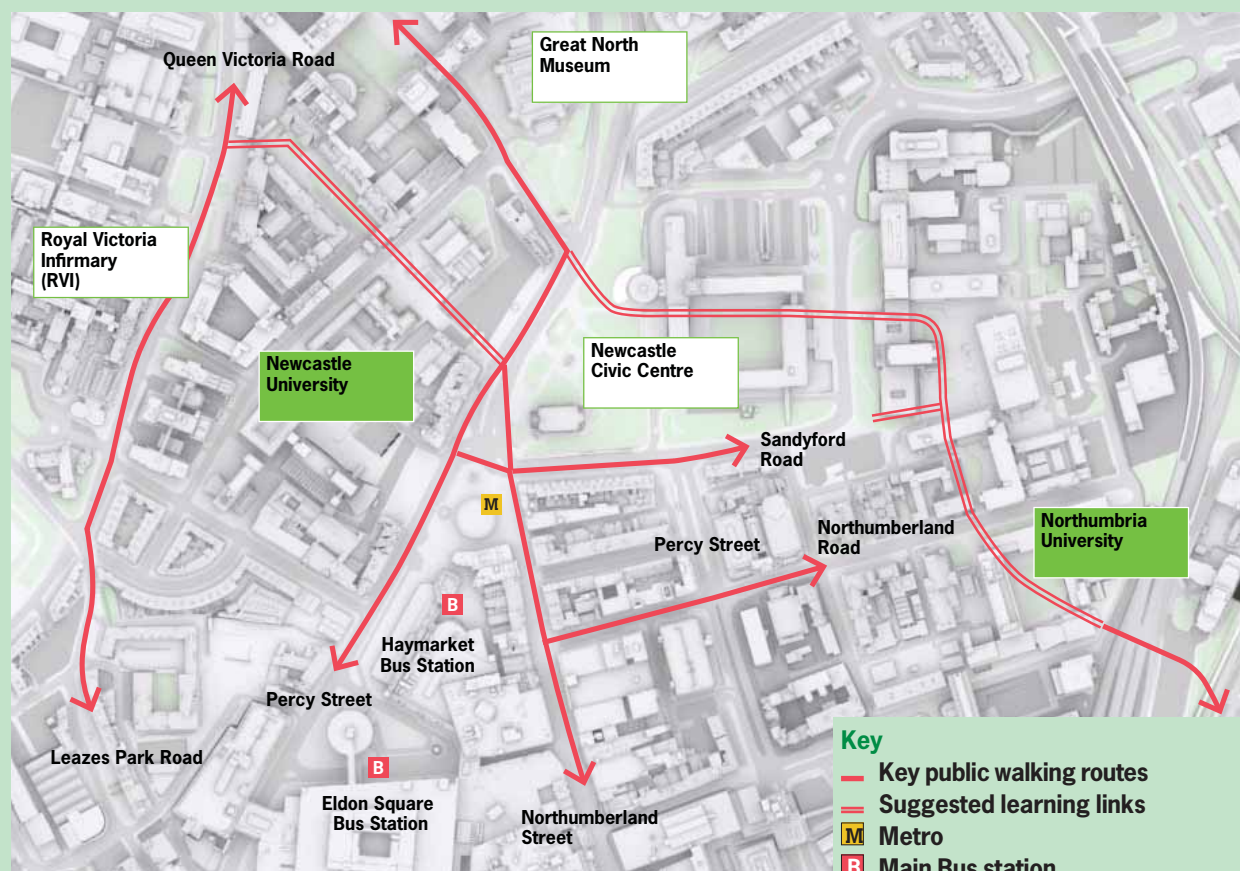 Queen Victoria Road
Great North
Museum
Royal Victoria
Infirmary
(RVI)
Newcastle
University
Newcastle
Civic Centre
Sandyford
Road
M
Percy Street
Northumberland
Road
Northumbria
University
B
Haymarket
Bus Station
Percy Street
Leazes Park Road
B
Eldon Square
Bus Station
Northumberland
Street
Key
Key public walking routes
Suggested learning links
M Metro
B Main Bus station